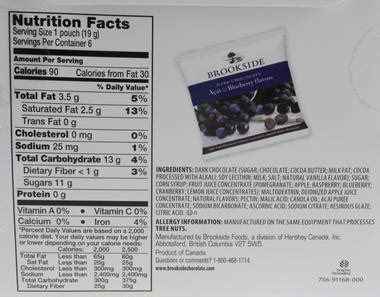 Nutrition Facts
Serving Size 1 pouch (19 g)
Servings Per Container 6
Amount Per Serving
Calories 90 Calories from Fat 30
% Daily Value*
Total Fat 3.5 g 5%
Saturated Fat 2.5 g 13%
Trans Fat 0 g
Cholesterol 0 mg 0%
Sodium 25 mg 1%
Total Carbohydrate 13 g 4%
Dietary Fiber < 1 g 3%
Sugars 11 g
Protein 0 g
Vitamin A 0% • Vitamin C 0%
Calcium 0% • Iron 4%
*Percent Daily Values are based on a 2,000
calorie diet. Your daily values may be higher
or lower depending on your calorie needs:
Calories: 2,000 2,500
Total Fat Less than 65g 80g
Sat Fat Less than 20g 25g
Cholesterol Less than 300mg 300mg
Sodium Less than 2,400mg 2,400mg
Total Carbohydrate 300g 375g
Dietary Fiber 25g 30g
BROOKSIDE
DARK CHOCOLATE
Açai & Blueberry Flavors
INGREDIENTS: DARK CHOCOLATE (SUGAR; CHOCOLATE; COCOA BUTTER; MILK FAT; COCOA
PROCESSED WITH ALKALI; SOY LECITHIN; MILK; SALT; NATURAL VANILLA FLAVOR); SUGAR;
CORN SYRUP; FRUIT JUICE CONCENTRATE (POMEGRANATE; APPLE; RASPBERRY; BLUEBERRY;
CRANBERRY; LEMON JUICE CONCENTRATES); MALTODEXTRIN; DEIONIZED APPLE JUICE
CONCENTRATE; NATURAL FLAVORS; PECTIN; MALIC ACID; CANOLA OIL; ACAI PUREE
CONCENTRATE; SODIUM BICARBONATE; ASCORBIC ACID; SODIUM CITRATE; RESINOUS GLAZE;
CITRIC ACID.
ALLERGY INFORMATION: MANUFACTURED ON THE SAME EQUIPMENT THAT PROCESSES
TREE NUTS.
Manufactured by Brookside Foods, a division of Hershey Canada, Inc.
Abbotsford, British Columbia V2T 5W5.
Product of Canada.
Questions or comments? 1-800-468-1714
www.brooksidechocolate.com
Graphic
Packaging
756-91168-000